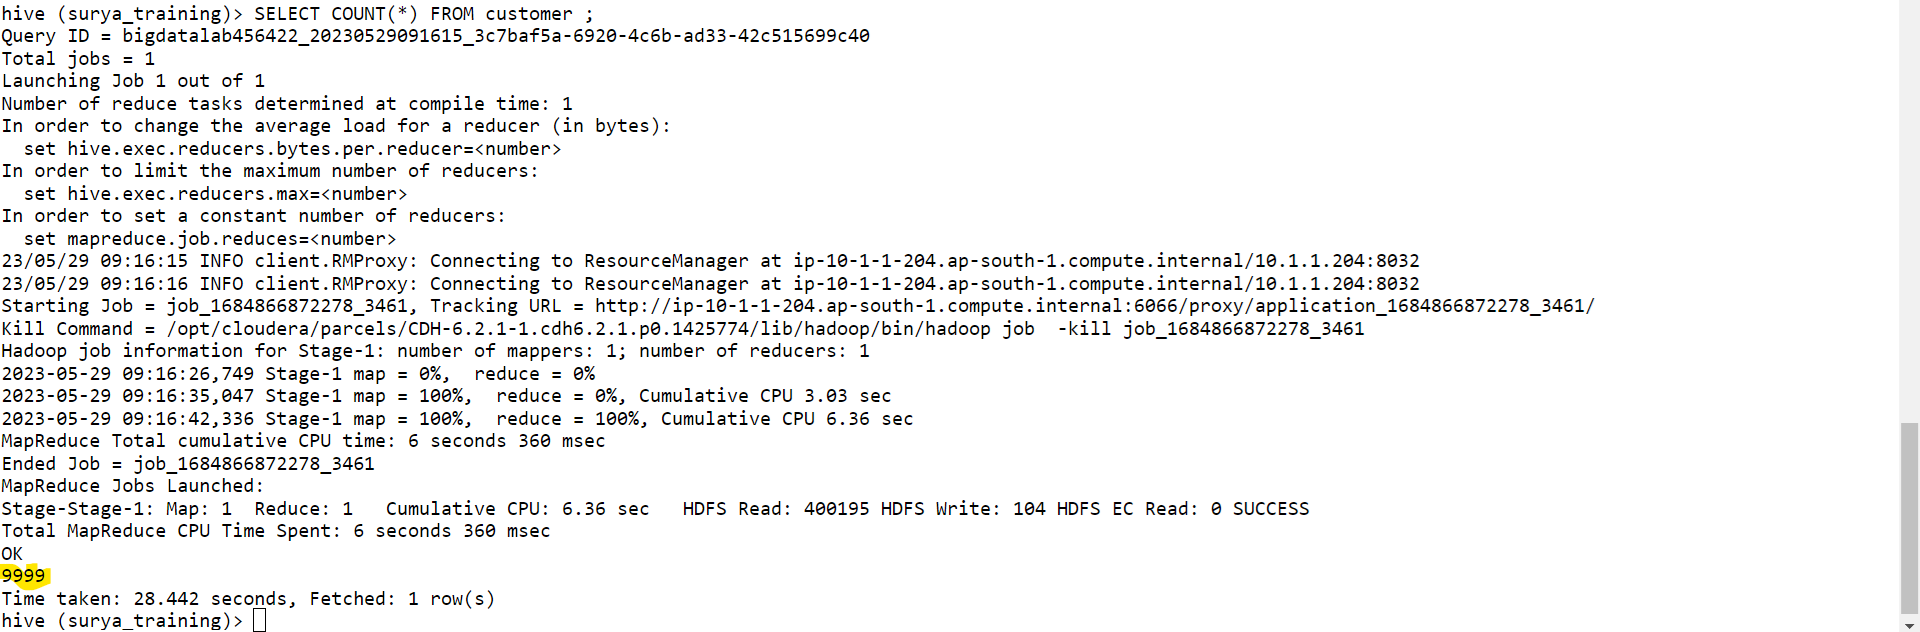 hive (surya_training)> SELECT COUNT(*) FROM customer ;
Query ID = bigdatalab456422_20230529091615_3c7baf5a-6920-4c6b-ad33-42c515699c40
Total jobs = 1
Launching Job 1 out of 1
Number of reduce tasks determined at compile time: 1
In order to change the average load for a reducer (in bytes):
  set hive.exec.reducers.bytes.per.reducer=<number>
In order to limit the maximum number of reducers:
  set hive.exec.reducers.max=<number>
In order to set a constant number of reducers:
  set mapreduce.job.reduces=<number>
23/05/29 09:16:15 INFO client.RMProxy: Connecting to ResourceManager at ip-10-1-1-204.ap-south-1.compute.internal/10.1.1.204:8032
23/05/29 09:16:16 INFO client.RMProxy: Connecting to ResourceManager at ip-10-1-1-204.ap-south-1.compute.internal/10.1.1.204:8032
Starting Job = job_1684866872278_3461, Tracking URL = http://ip-10-1-1-204.ap-south-1.compute.internal:6066/proxy/application_1684866872278_3461/
Kill Command = /opt/cloudera/parcels/CDH-6.2.1-1.cdh6.2.1.p0.1425774/lib/hadoop/bin/hadoop job  -kill job_1684866872278_3461
Hadoop job information for Stage-1: number of mappers: 1; number of reducers: 1
2023-05-29 09:16:26,749 Stage-1 map = 0%,  reduce = 0%
2023-05-29 09:16:35,047 Stage-1 map = 100%,  reduce = 0%, Cumulative CPU 3.03 sec
2023-05-29 09:16:42,336 Stage-1 map = 100%,  reduce = 100%, Cumulative CPU 6.36 sec
MapReduce Total cumulative CPU time: 6 seconds 360 msec
Ended Job = job_1684866872278_3461
MapReduce Jobs Launched:
Stage-Stage-1: Map: 1  Reduce: 1   Cumulative CPU: 6.36 sec   HDFS Read: 400195 HDFS Write: 104 HDFS EC Read: 0 SUCCESS
Total MapReduce CPU Time Spent: 6 seconds 360 msec
OK
9999
Time taken: 28.442 seconds, Fetched: 1 row(s)
hive (surya_training)>